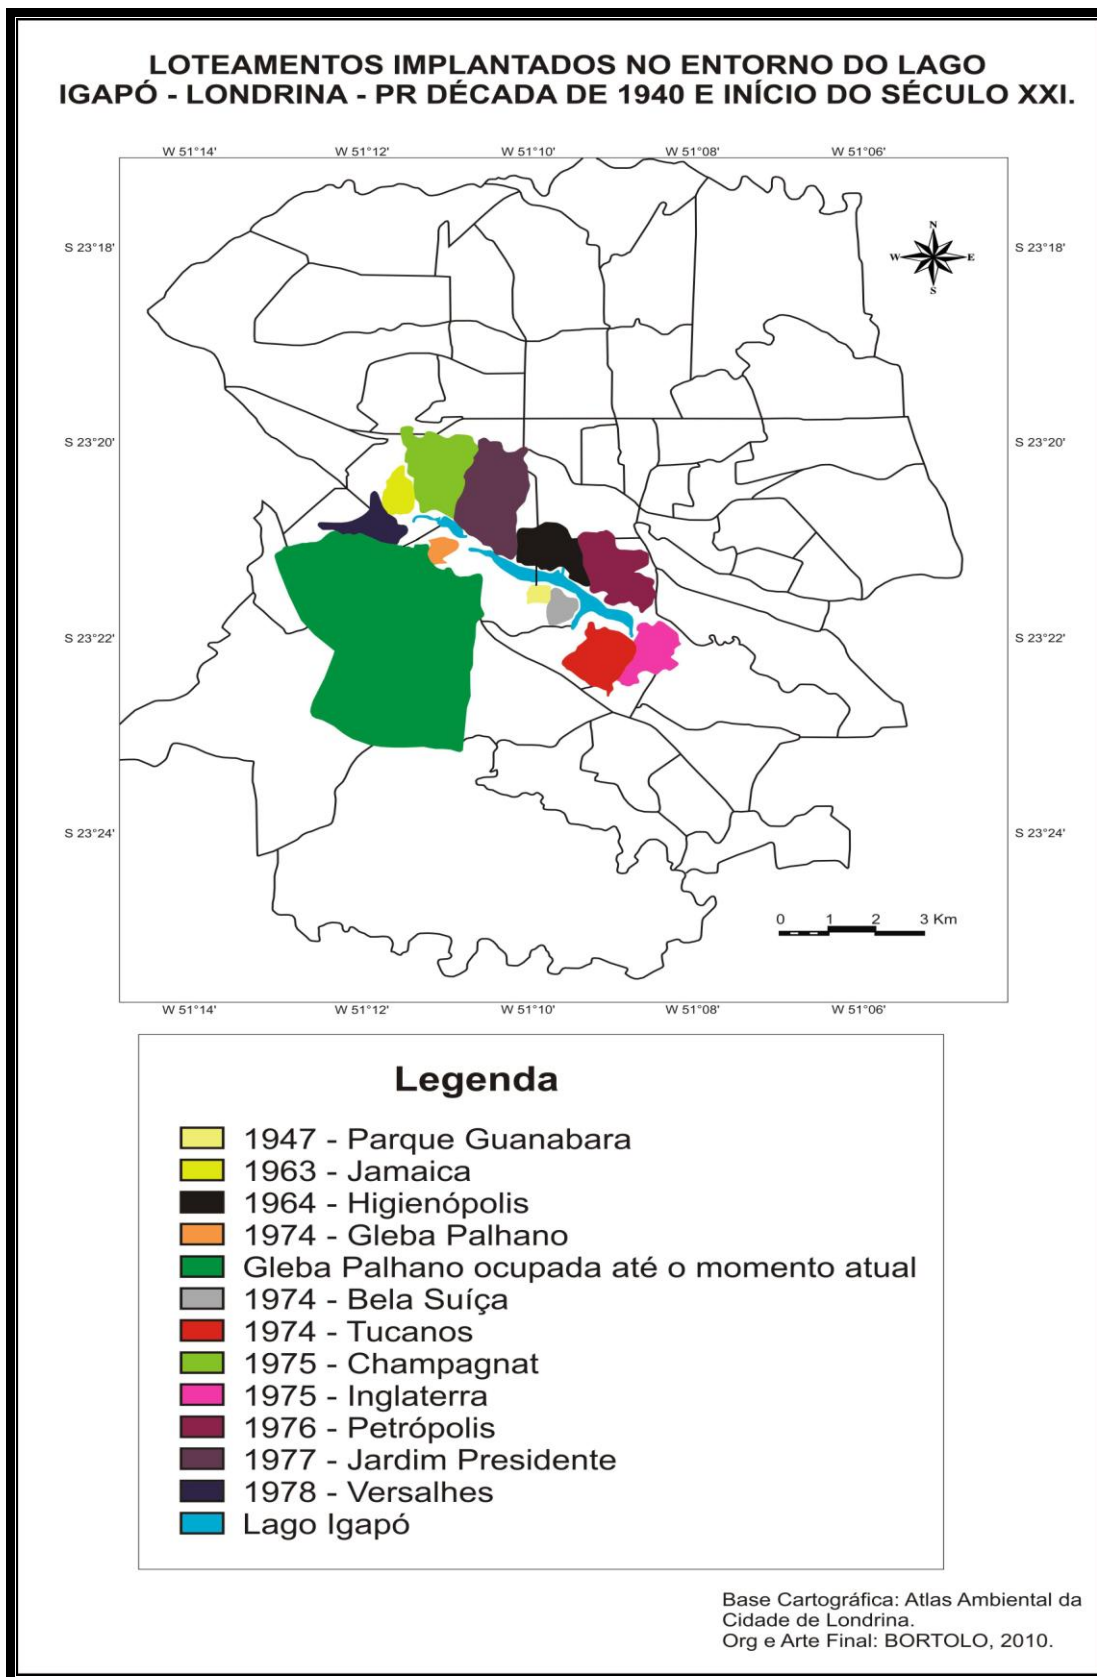 LOTEAMENTOS IMPLANTADOS NO ENTORNO DO LAGO
IGAPÓ - LONDRINA - PR DÉCADA DE 1940 E INÍCIO DO SÉCULO XXI.
W 51°14' W 51°12' W 51°10' W 51°08' W 51°06'
N
W E
S
S 23°18' S 23°18'
S 23°20' S 23°20'
S 23°22' S 23°22'
S 23°24' S 23°24'
0 1 2 3 Km
W 51°14' W 51°12' W 51°10' W 51°08' W 51°06'
Legenda
1947 - Parque Guanabara
1963 - Jamaica
1964 - Higienópolis
1974 - Gleba Palhano
Gleba Palhano ocupada até o momento atual
1974 - Bela Suíça
1974 - Tucanos
1975 - Champagnat
1975 - Inglaterra
1976 - Petrópolis
1977 - Jardim Presidente
1978 - Versalhes
Lago Igapó
Base Cartográfica: Atlas Ambiental da
Cidade de Londrina.
Org e Arte Final: BORTOLO, 2010.